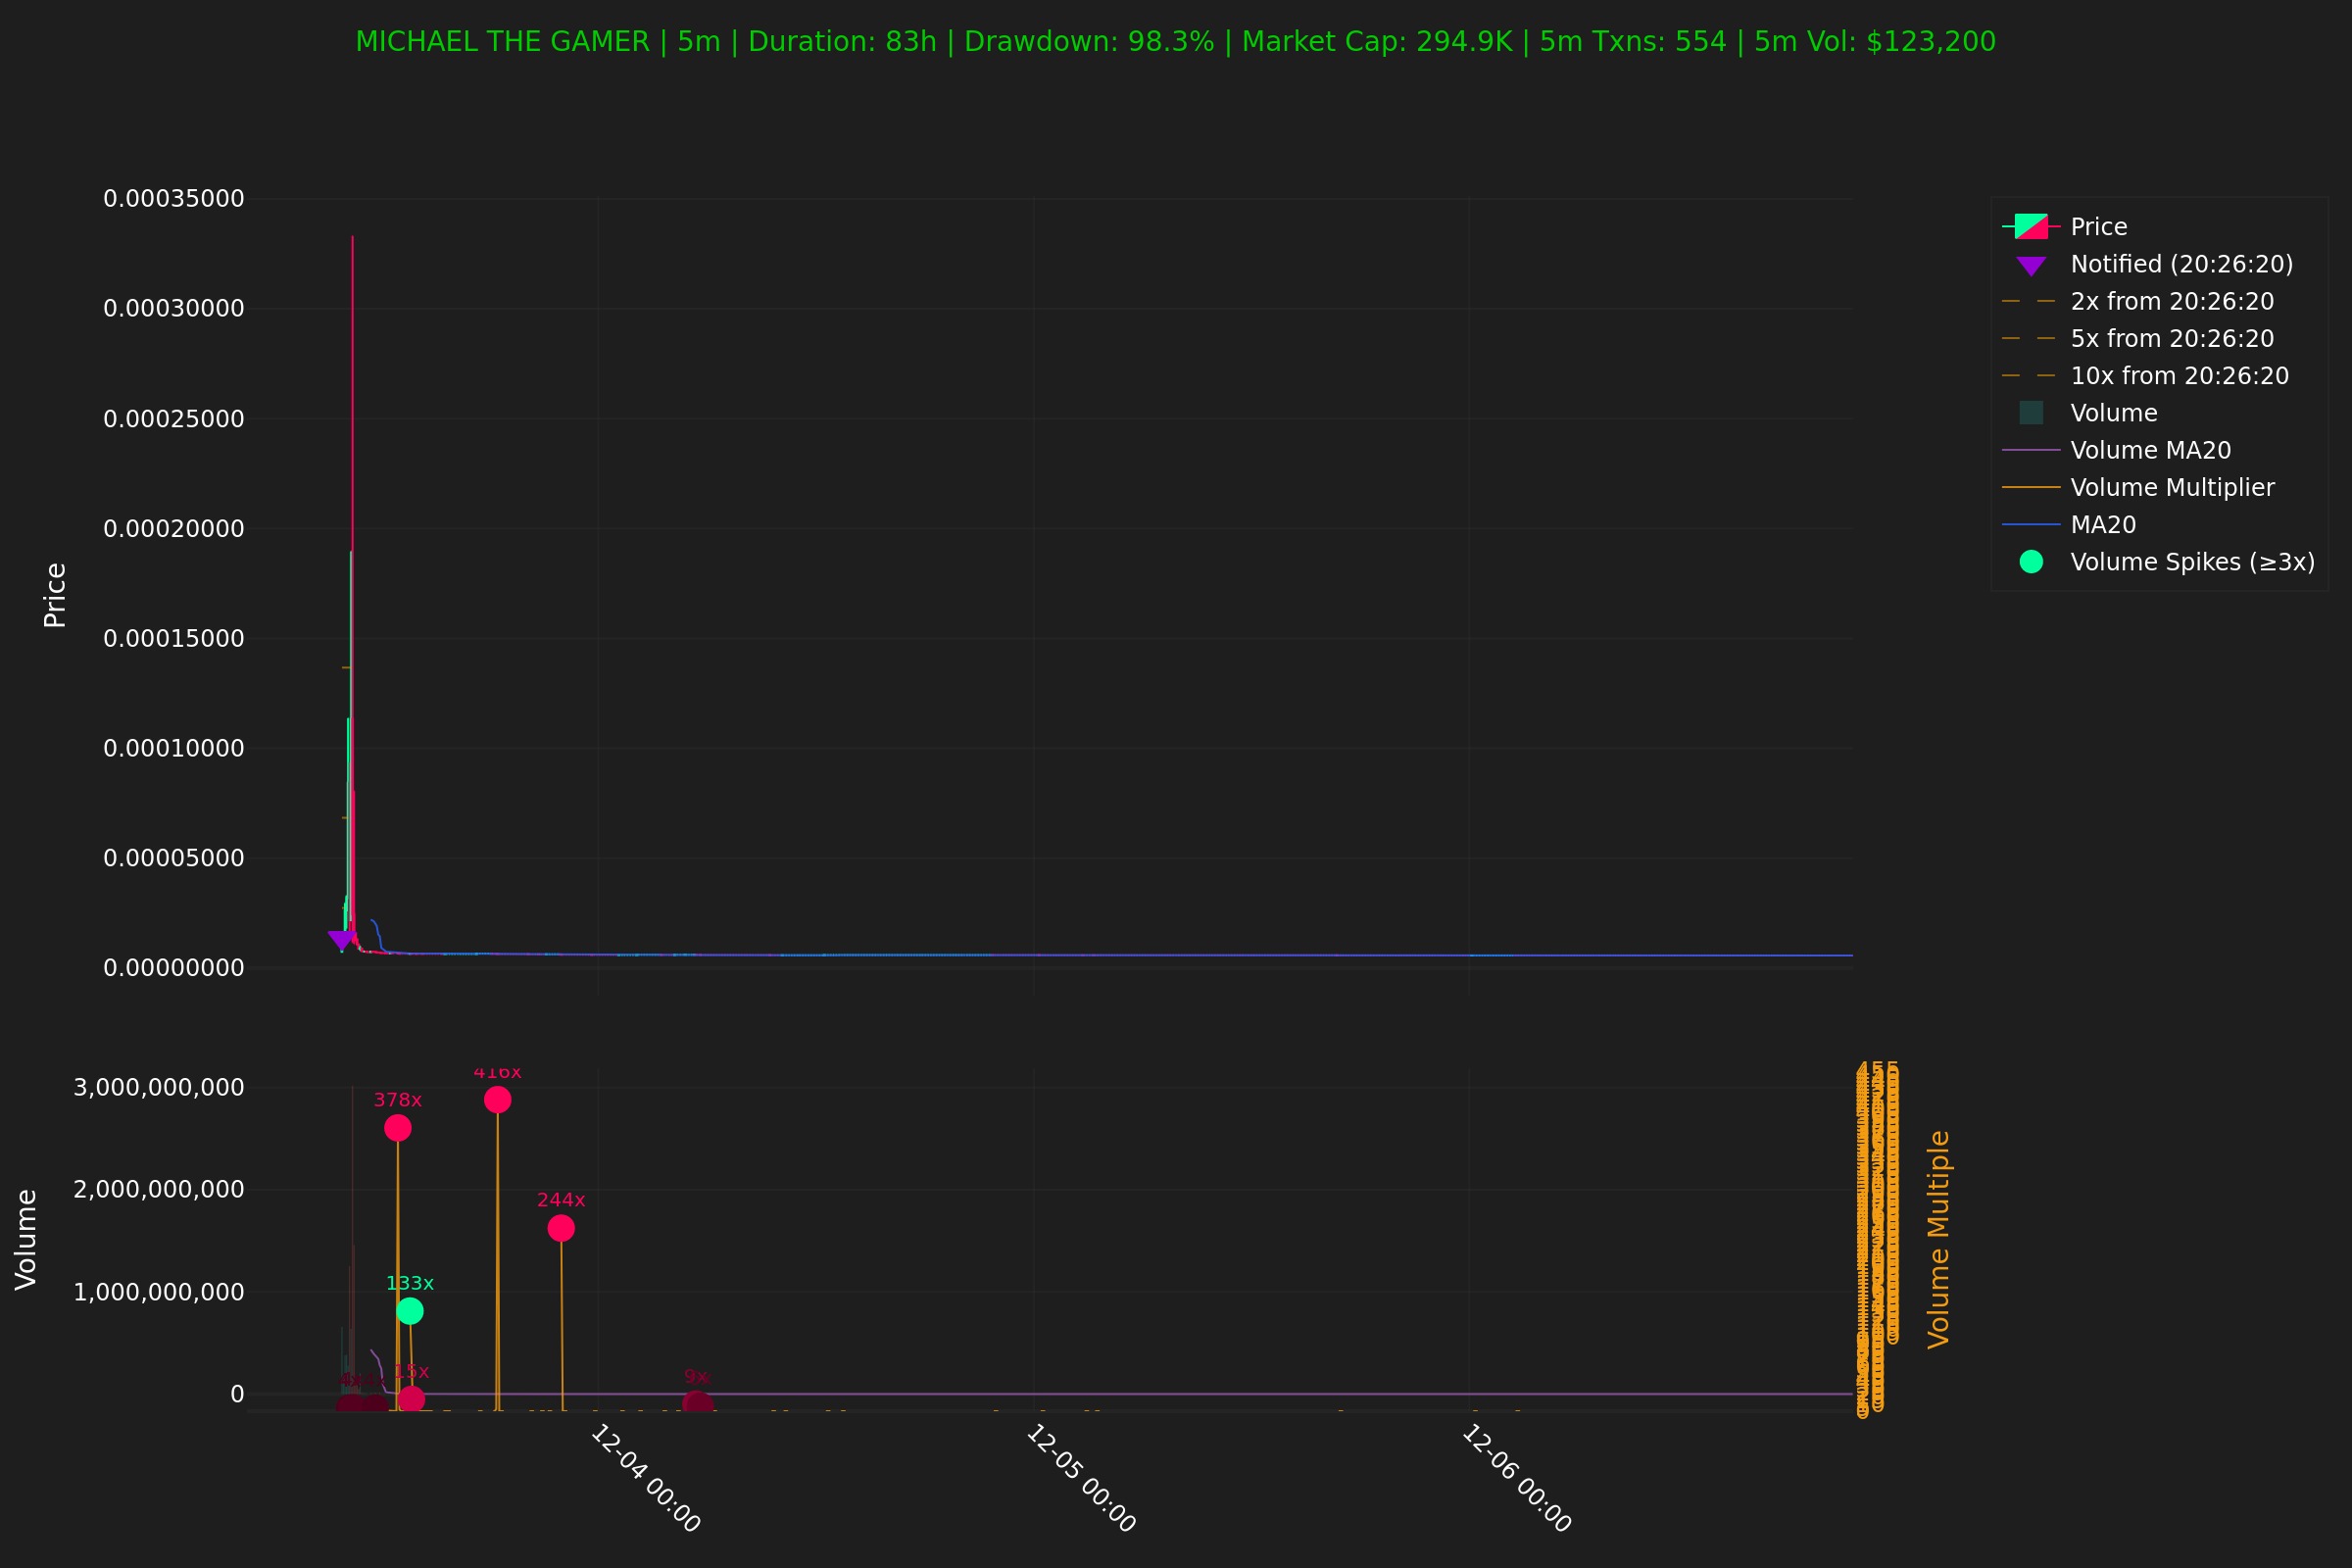 MICHAEL THE GAMER | 5m | Duration: 83h | Drawdown: 98.3% | Market Cap: 294.9K | 5m Txns: 554 | 5m Vol: $123,200
Price
0.00035000
0.00030000
0.00025000
0.00020000
0.00015000
0.00010000
0.00005000
0.00000000
Price
Notified (20:26:20)
2x from 20:26:20
5x from 20:26:20
10x from 20:26:20
Volume
Volume MA20
Volume Multiplier
MA20
Volume Spikes (≥3x)
Volume
3,000,000,000
2,000,000,000
1,000,000,000
0
378x
416x
244x
133x
15x
9x
Volume Multiple
12-04 00:00
12-05 00:00
12-06 00:00